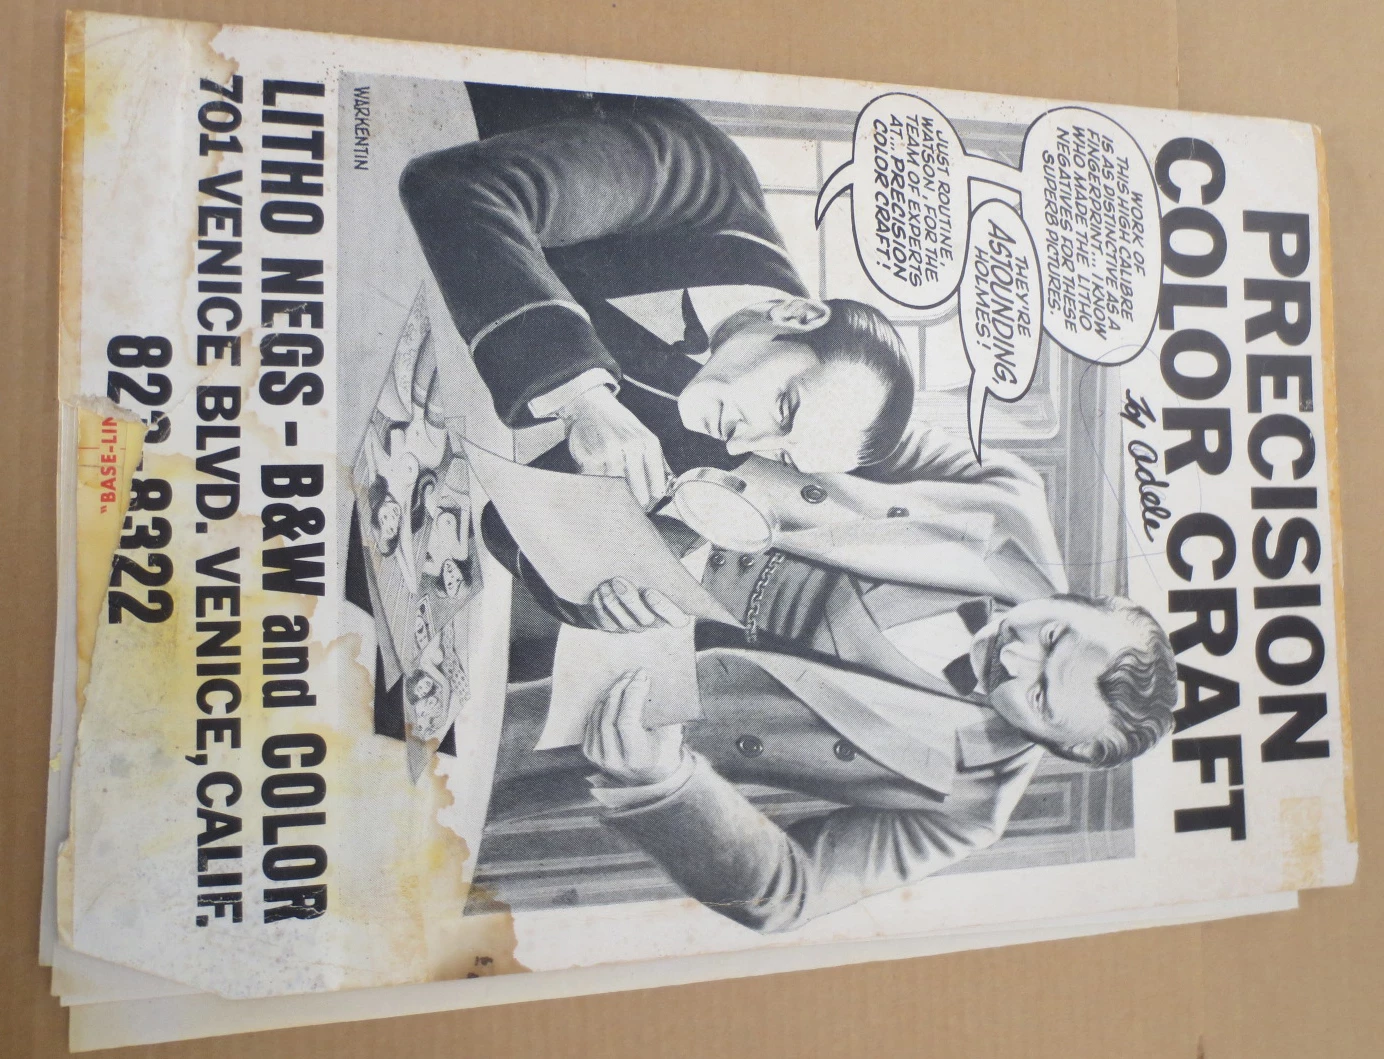 PRECISION
COLOR CRAFT
by Adele
WORK OF
THIS HIGH CALIBRE
IS AS DISTINCTIVE AS A
FINGERPRINT... I KNOW
WHO MADE THE LITHO
NEGATIVES FOR THESE
SUPERB PICTURES.
THEY'RE
ASTOUNDING,
HOLMES!
JUST ROUTINE,
WATSON, FOR THE
TEAM OF EXPERTS
AT... PRECISION
COLOR CRAFT!
WARKENTIN
LITHO NEGS - B&W and COLOR
701 VENICE BLVD. VENICE, CALIF.
8322
"BASE-LIN